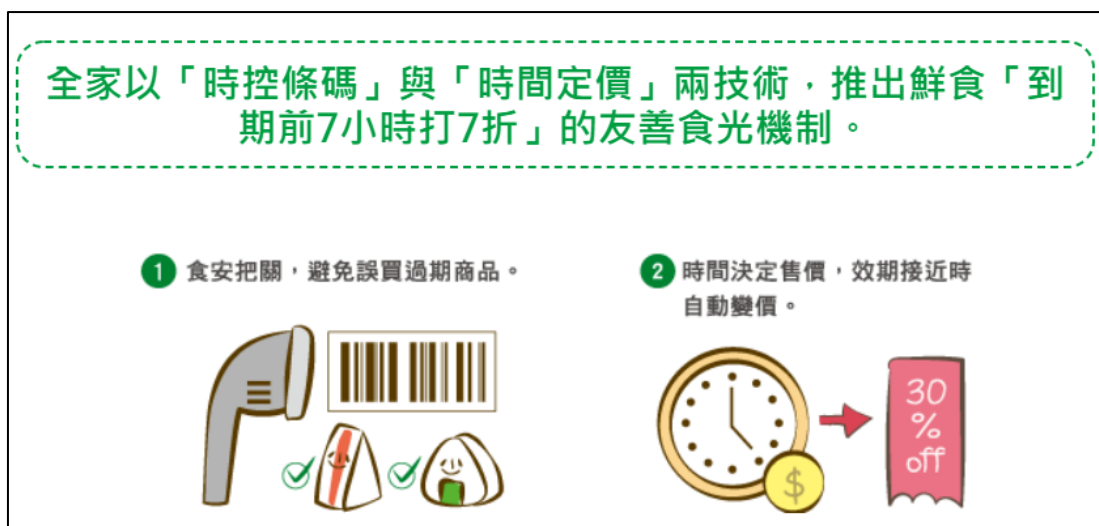 全家以「時控條碼」與「時間定價」兩技術，推出鮮食「到
期前7小時打7折」的友善食光機制。
1 食安把關，避免誤買過期商品。
2 時間決定售價，效期接近時
自動變價。
$
30
%
off